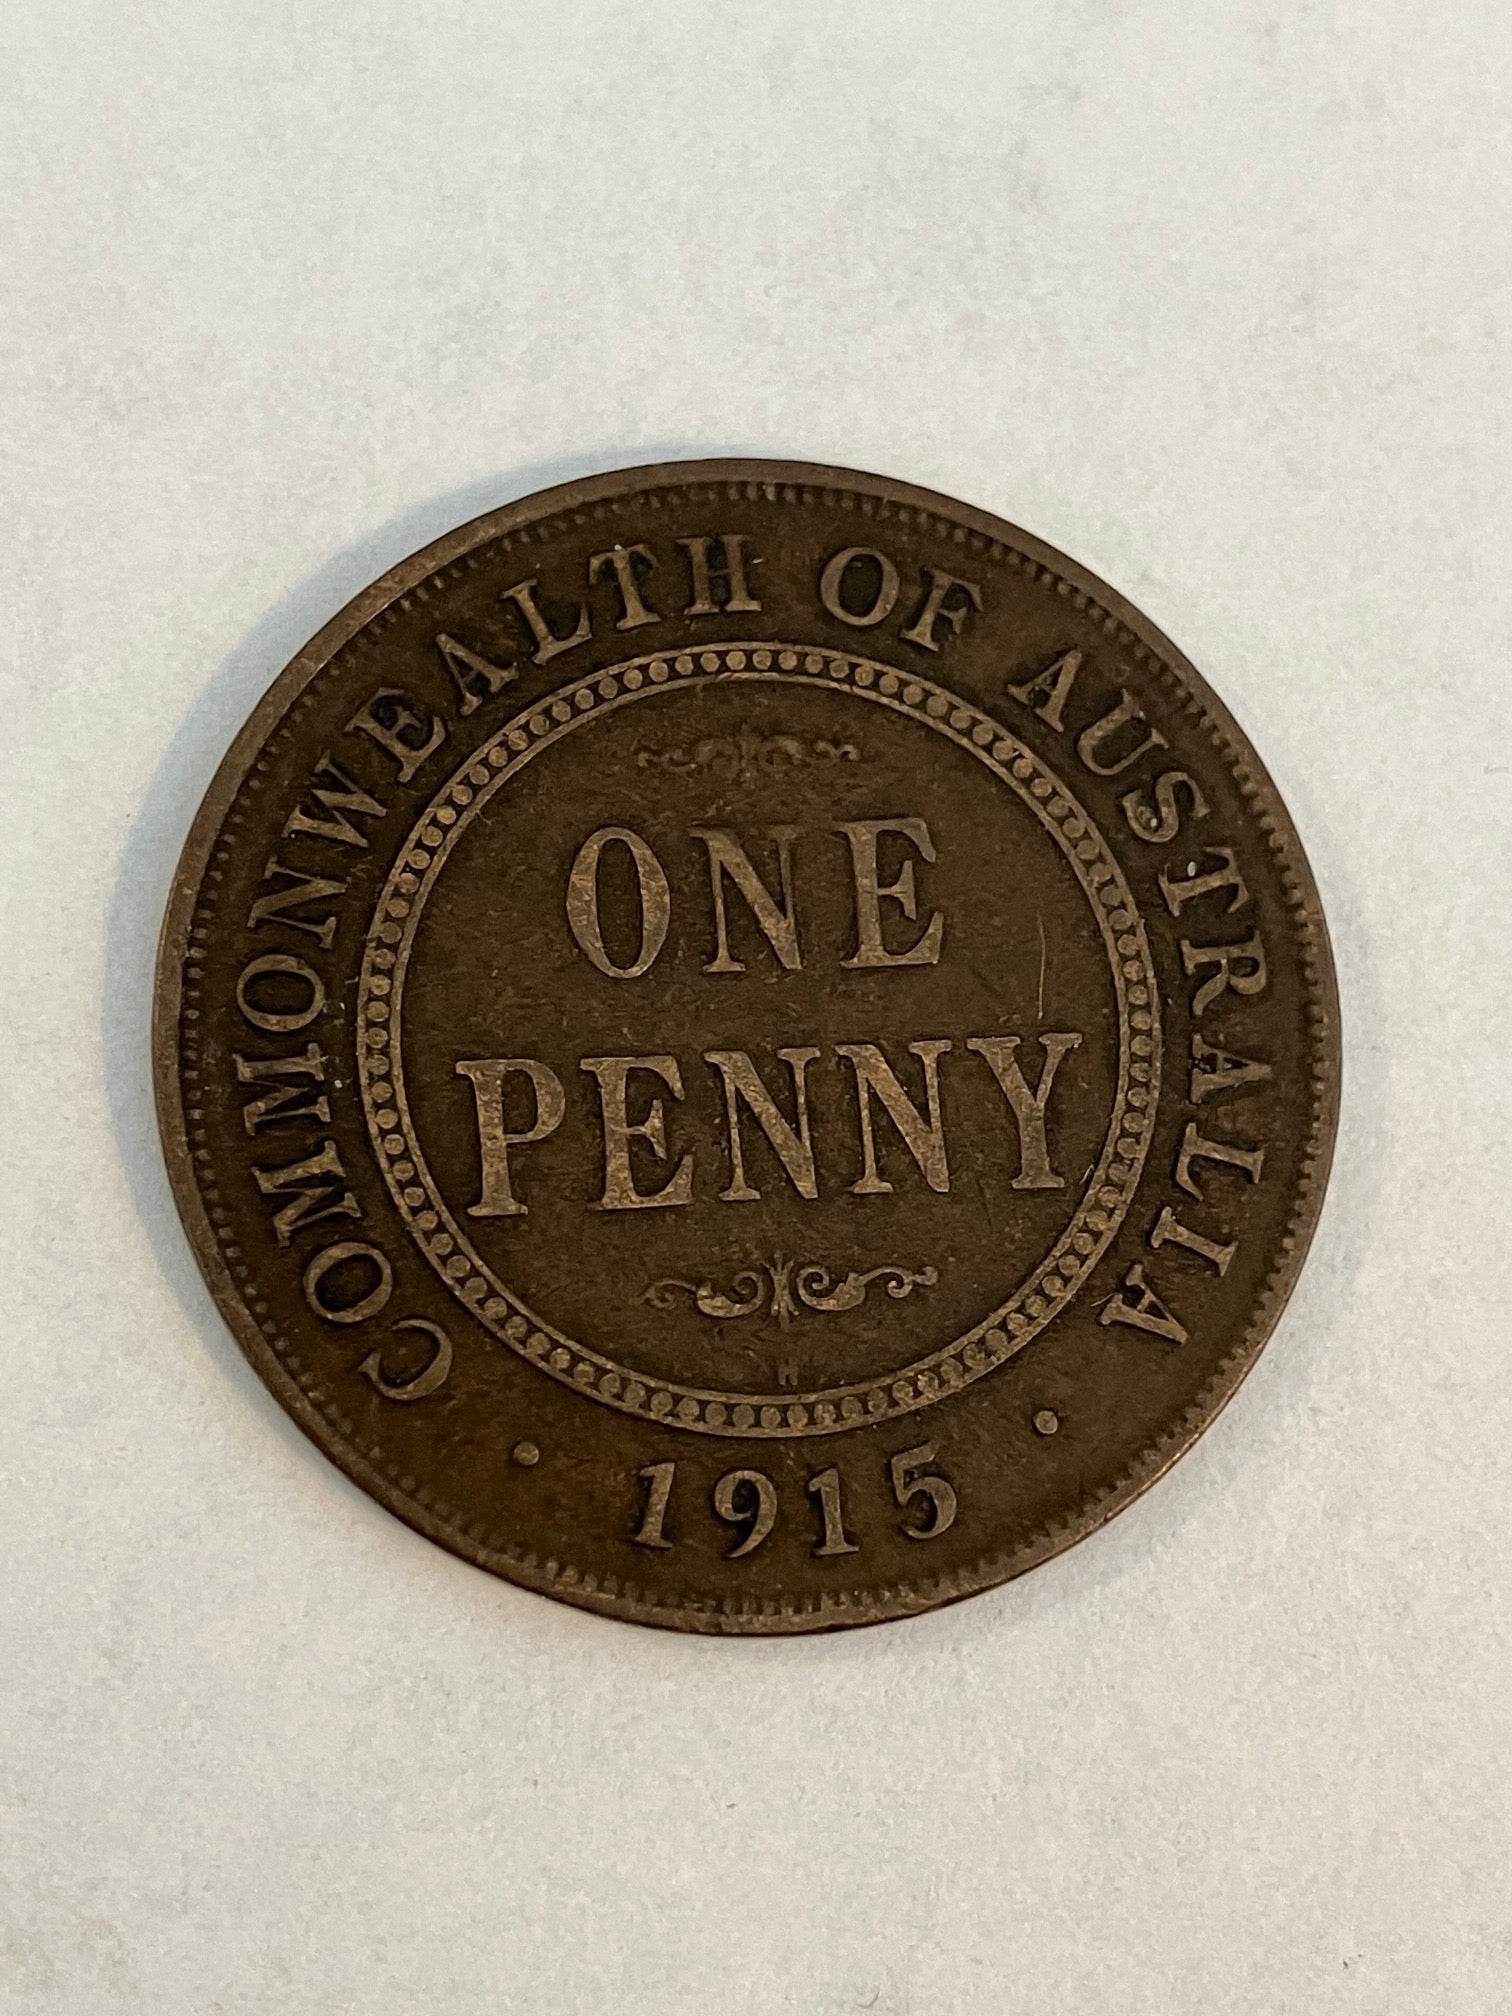 COMMONWEALTH OF AUSTRALIA
ONE
PENNY
H
· 1915 ·